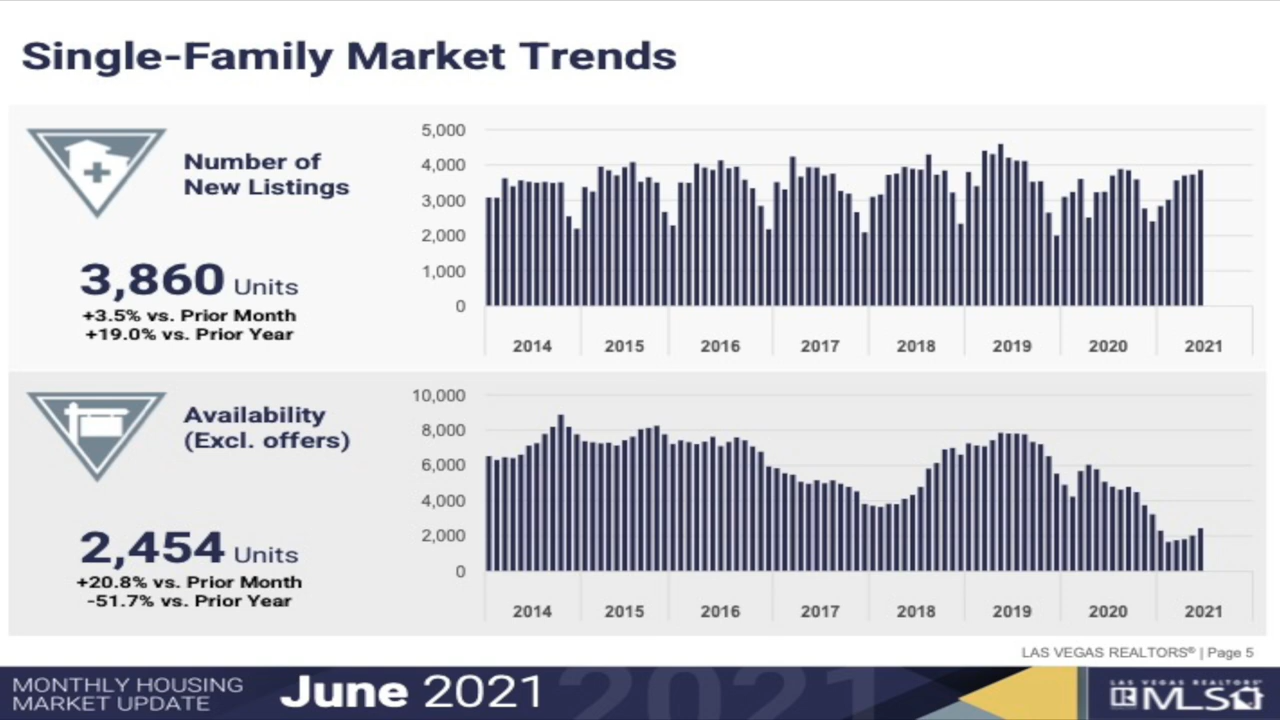 Single-Family Market Trends
Number of
New Listings
3,860 Units
+3.5% vs. Prior Month
+19.0% vs. Prior Year
5,000
4,000
3,000
2,000
1,000
0
2014 2015 2016 2017 2018 2019 2020 2021
Availability
(Excl. offers)
2,454 Units
+20.8% vs. Prior Month
-51.7% vs. Prior Year
10,000
8,000
6,000
4,000
2,000
0
2014 2015 2016 2017 2018 2019 2020 2021
LAS VEGAS REALTORS® | Page 5
MONTHLY HOUSING
MARKET UPDATE
June 2021
2021
LAS VEGAS REALTORS®
MLS